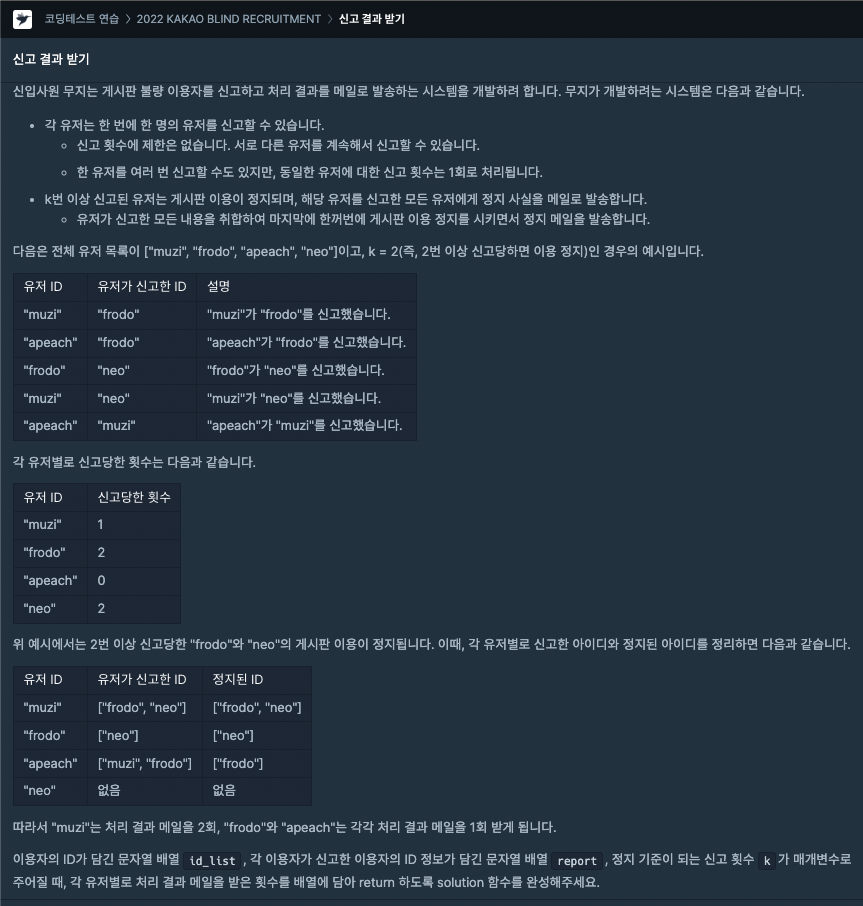 코딩테스트 연습 > 2022 KAKAO BLIND RECRUITMENT > 신고 결과 받기
신고 결과 받기
신입사원 무지는 게시판 불량 이용자를 신고하고 처리 결과를 메일로 발송하는 시스템을 개발하려 합니다. 무지가 개발하려는 시스템은 다음과 같습니다.
• 각 유저는 한 번에 한 명의 유저를 신고할 수 있습니다.
◦ 신고 횟수에 제한은 없습니다. 서로 다른 유저를 계속해서 신고할 수 있습니다.
◦ 한 유저를 여러 번 신고할 수도 있지만, 동일한 유저에 대한 신고 횟수는 1회로 처리됩니다.
• k번 이상 신고된 유저는 게시판 이용이 정지되며, 해당 유저를 신고한 모든 유저에게 정지 사실을 메일로 발송합니다.
◦ 유저가 신고한 모든 내용을 취합하여 마지막에 한꺼번에 게시판 이용 정지를 시키면서 정지 메일을 발송합니다.
다음은 전체 유저 목록이 ["muzi", "frodo", "apeach", "neo"]이고, k = 2(즉, 2번 이상 신고당하면 이용 정지)인 경우의 예시입니다.
유저 ID 유저가 신고한 ID 설명
"muzi" "frodo" "muzi"가 "frodo"를 신고했습니다.
"apeach" "frodo" "apeach"가 "frodo"를 신고했습니다.
"frodo" "neo" "frodo"가 "neo"를 신고했습니다.
"muzi" "neo" "muzi"가 "neo"를 신고했습니다.
"apeach" "muzi" "apeach"가 "muzi"를 신고했습니다.
각 유저별로 신고당한 횟수는 다음과 같습니다.
유저 ID 신고당한 횟수
"muzi" 1
"frodo" 2
"apeach" 0
"neo" 2
위 예시에서는 2번 이상 신고당한 "frodo"와 "neo"의 게시판 이용이 정지됩니다. 이때, 각 유저별로 신고한 아이디와 정지된 아이디를 정리하면 다음과 같습니다.
유저 ID 유저가 신고한 ID 정지된 ID
"muzi" ["frodo", "neo"] ["frodo", "neo"]
"frodo" ["neo"] ["neo"]
"apeach" ["muzi", "frodo"] ["frodo"]
"neo" 없음 없음
따라서 "muzi"는 처리 결과 메일을 2회, "frodo"와 "apeach"는 각각 처리 결과 메일을 1회 받게 됩니다.
이용자의 ID가 담긴 문자열 배열 id_list, 각 이용자가 신고한 이용자의 ID 정보가 담긴 문자열 배열 report, 정지 기준이 되는 신고 횟수 k가 매개변수로
주어질 때, 각 유저별로 처리 결과 메일을 받은 횟수를 배열에 담아 return 하도록 solution 함수를 완성해주세요.